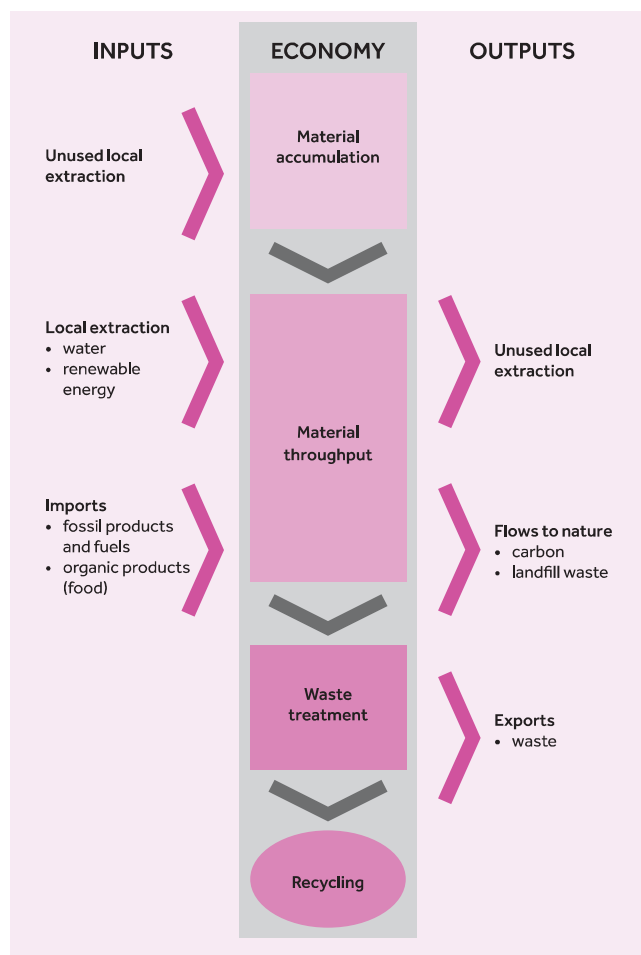 INPUTS
ECONOMY
OUTPUTS
Unused local
extraction
Material
accumulation
Local extraction
• water
• renewable
energy
Material
throughput
Unused local
extraction
Imports
• fossil products
and fuels
• organic products
(food)
Flows to nature
• carbon
• landfill waste
Waste
treatment
Exports
• waste
Recycling